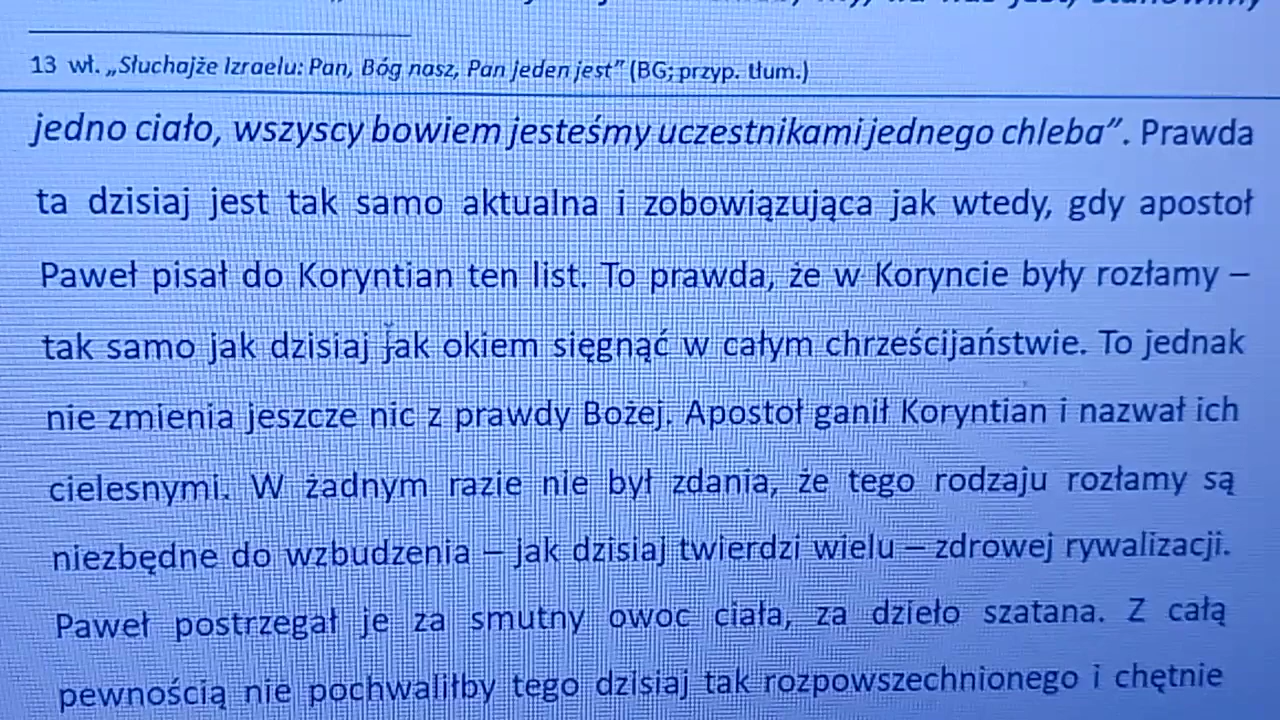 13 wł. „Słuchajże Izraelu: Pan, Bóg nasz, Pan jeden jest” (BG; przyp. tłum.)
jedno ciało, wszyscy bowiem jesteśmy uczestnikami jednego chleba”. Prawda
ta dzisiaj jest tak samo aktualna i zobowiązująca jak wtedy, gdy apostoł
Paweł pisał do Koryntian ten list. To prawda, że w Koryncie były rozłamy –
tak samo jak dzisiaj jak okiem sięgnąć w całym chrześcijaństwie. To jednak
nie zmienia jeszcze nic z prawdy Bożej. Apostoł ganił Koryntian i nazwał ich
cielesnymi. W żadnym razie nie był zdania, że tego rodzaju rozłamy są
niezbędne do wzbudzenia – jak dzisiaj twierdzi wielu – zdrowej rywalizacji.
Paweł postrzegał je za smutny owoc ciała, za dzieło szatana. Z całą
pewnością nie pochwaliłby tego dzisiaj tak rozpowszechnionego i chętnie